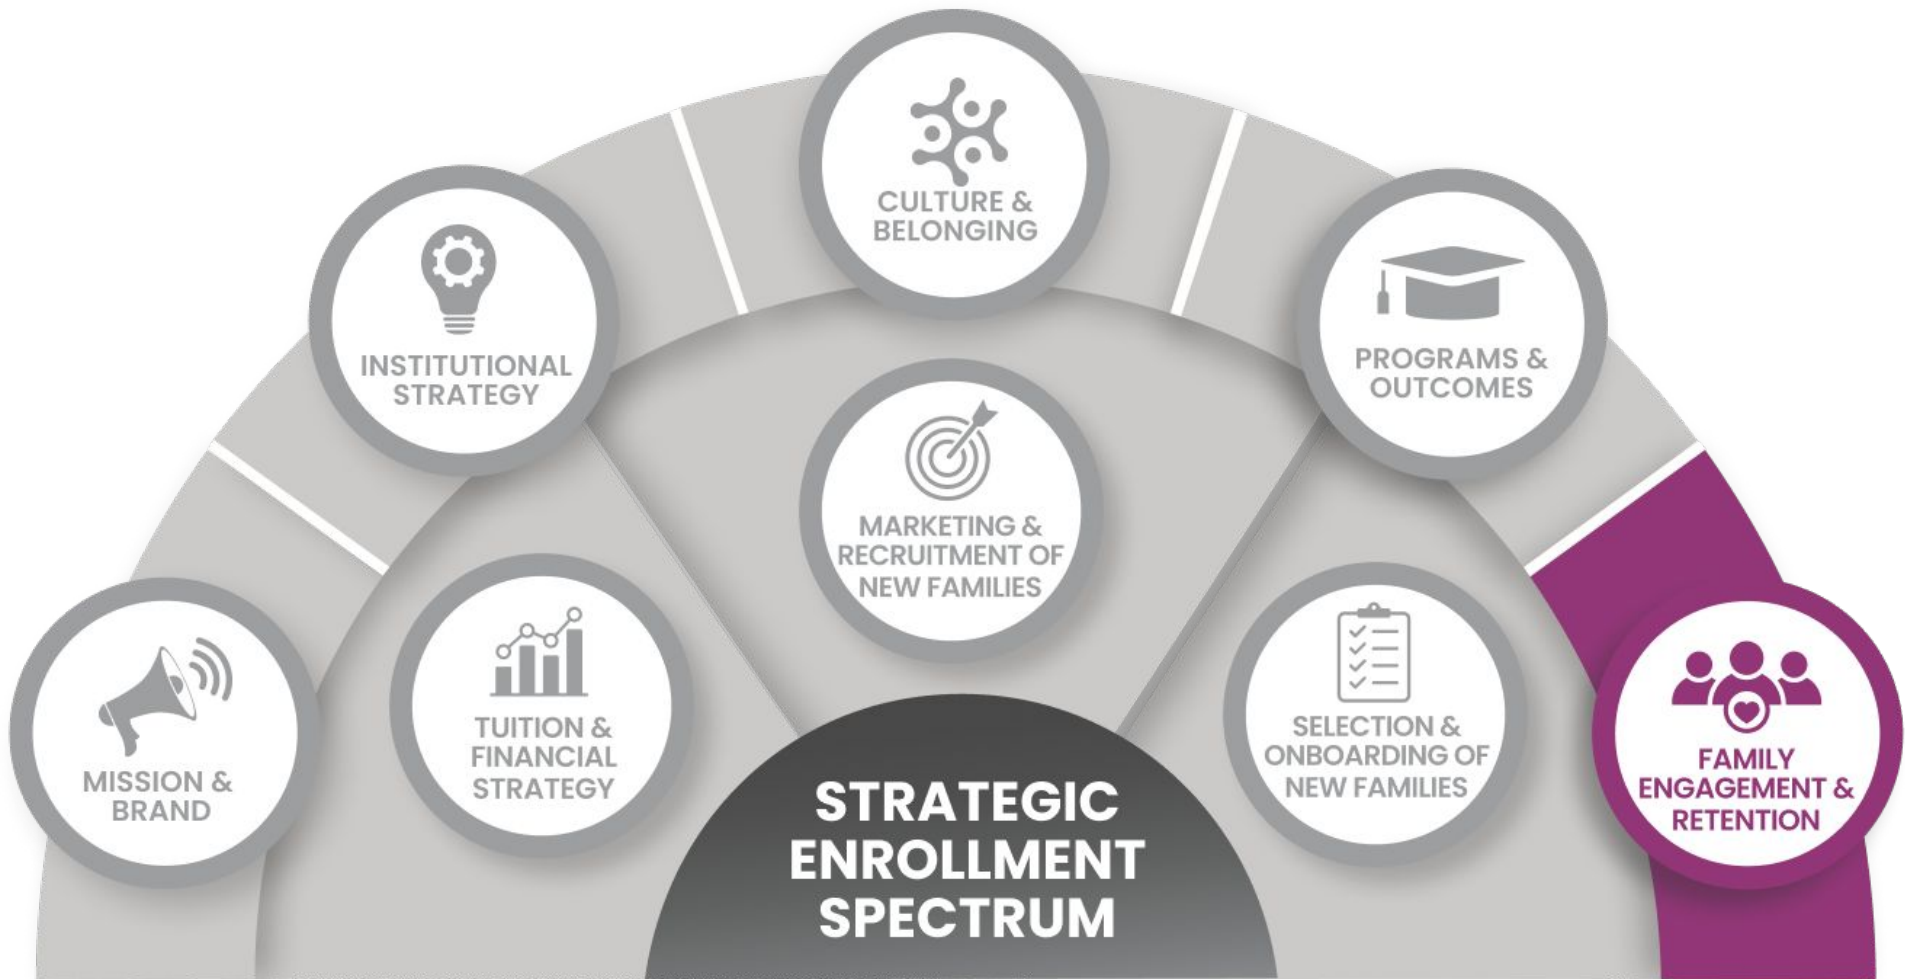 CULTURE &
BELONGING
INSTITUTIONAL
STRATEGY
PROGRAMS &
OUTCOMES
MARKETING &
RECRUITMENT OF
NEW FAMILIES
MISSION &
BRAND
TUITION &
FINANCIAL
STRATEGY
SELECTION &
ONBOARDING OF
NEW FAMILIES
FAMILY
ENGAGEMENT &
RETENTION
STRATEGIC
ENROLLMENT
SPECTRUM